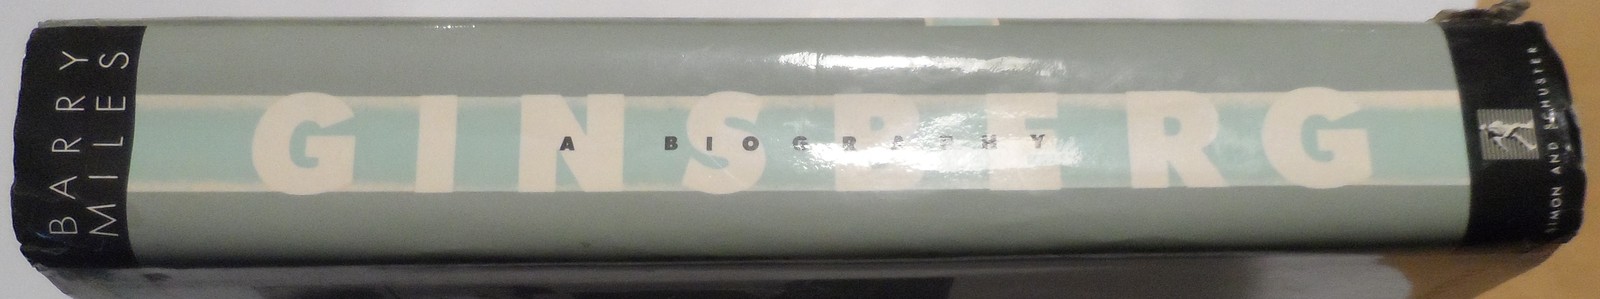 BARRY
MILES
GINSBERG
A BIOGRAPHY
SIMON AND SCHUSTER